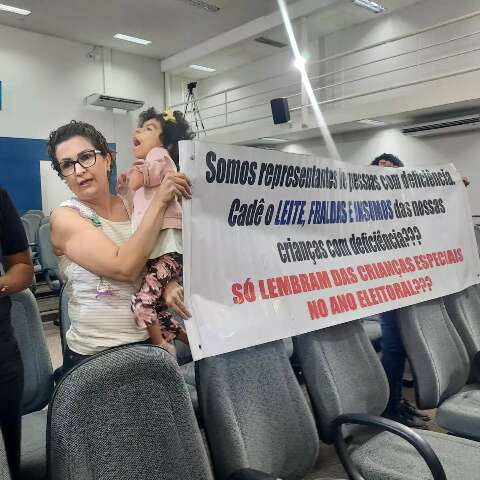 Somos representantes de pessoas com deficiência.
Cadê o LEITE, FRALDAS E INSUMOS das nossas
crianças com deficiência???
SÓ LEMBRAM DAS CRIANÇAS ESPECIAIS
NO ANO ELEITORAL???